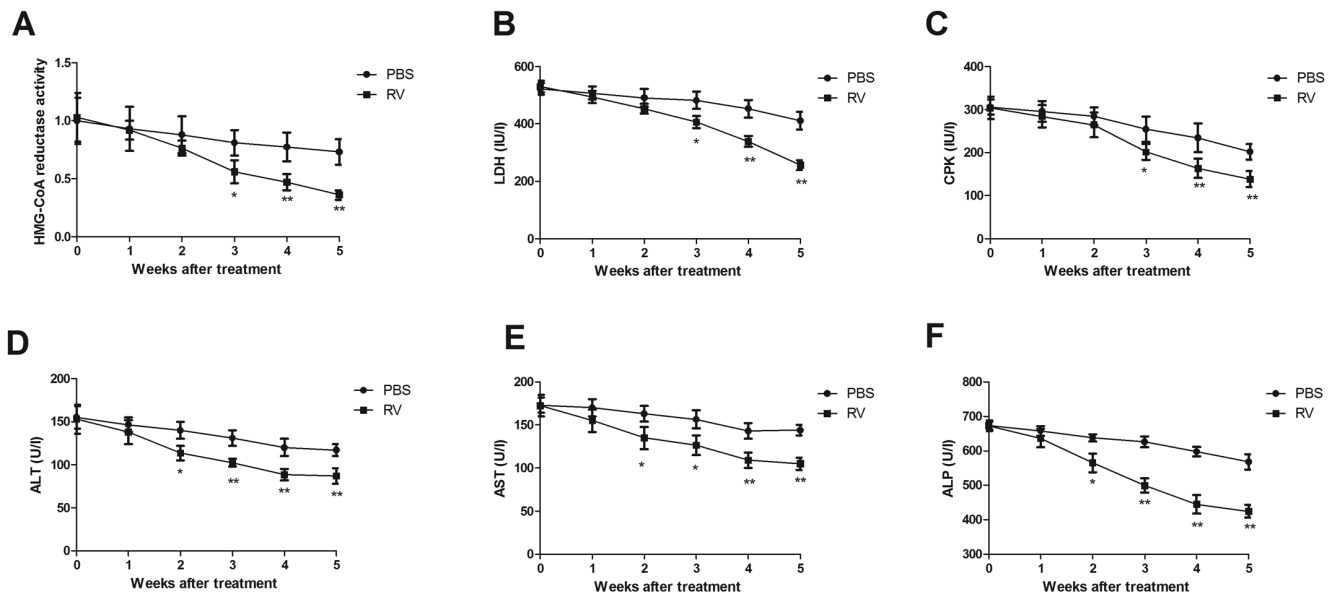 A
HMG-CoA reductase activity
1.5
1.0
0.5
0.0
0 1 2 3 4 5
Weeks after treatment
PBS
RV
*
**
**
B
LDH (IU/l)
600
400
200
0
0 1 2 3 4 5
Weeks after treatment
PBS
RV
*
**
**
C
CPK (IU/l)
400
300
200
100
0
0 1 2 3 4 5
Weeks after treatment
PBS
RV
*
**
**
D
ALT (U/l)
150
200
100
50
0
0 1 2 3 4 5
Weeks after treatment
PBS
RV
*
**
**
**
E
AST (U/l)
200
150
100
50
0
0 1 2 3 4 5
Weeks after treatment
PBS
RV
*
*
**
**
F
ALP (U/l)
800
700
600
500
400
300
0 1 2 3 4 5
Weeks after treatment
PBS
RV
*
**
**
**